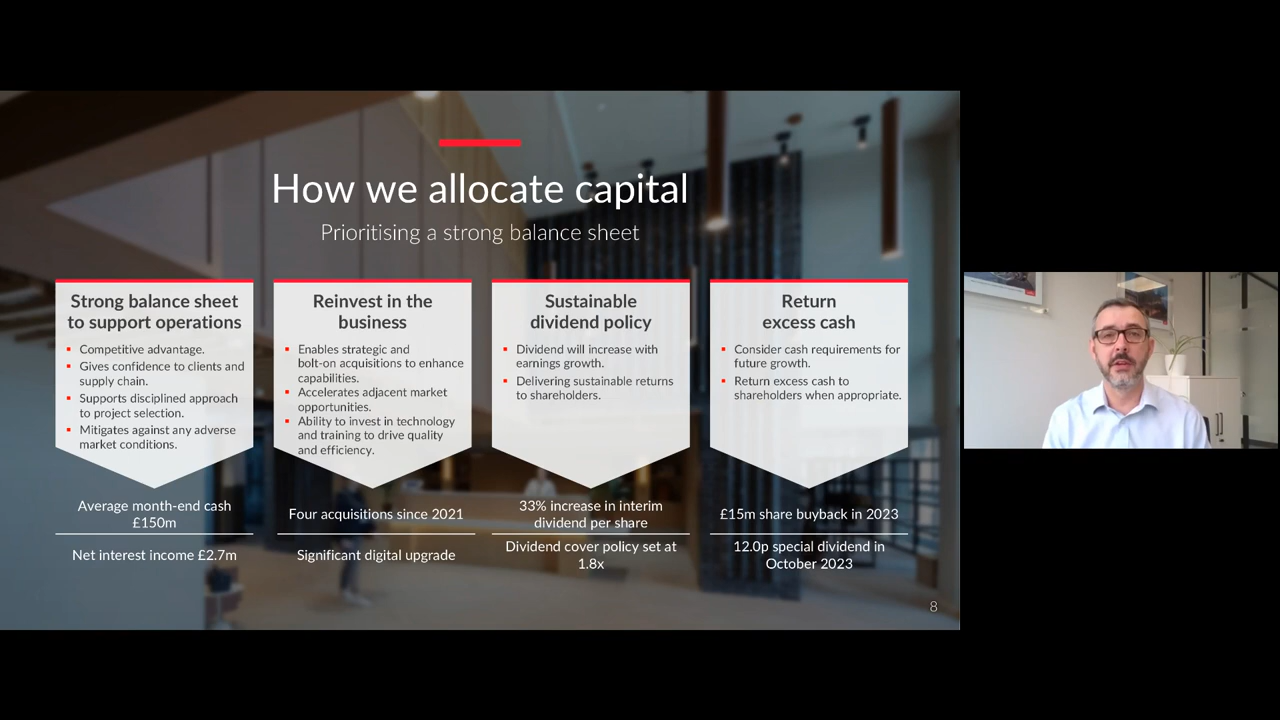 How we allocate capital
Prioritising a strong balance sheet
Strong balance sheet
to support operations
▪ Competitive advantage.
▪ Gives confidence to clients and
supply chain.
▪ Supports disciplined approach
to project selection.
▪ Mitigates against any adverse
market conditions.
Average month-end cash
£150m
Net interest income £2.7m
Reinvest in the
business
▪ Enables strategic and
bolt-on acquisitions to enhance
capabilities.
▪ Accelerates adjacent market
opportunities.
▪ Ability to invest in technology
and training to drive quality
and efficiency.
Four acquisitions since 2021
Significant digital upgrade
Sustainable
dividend policy
▪ Dividend will increase with
earnings growth.
▪ Delivering sustainable returns
to shareholders.
33% increase in interim
dividend per share
Dividend cover policy set at
1.8x
Return
excess cash
▪ Consider cash requirements for
future growth.
▪ Return excess cash to
shareholders when appropriate.
£15m share buyback in 2023
12.0p special dividend in
October 2023
8